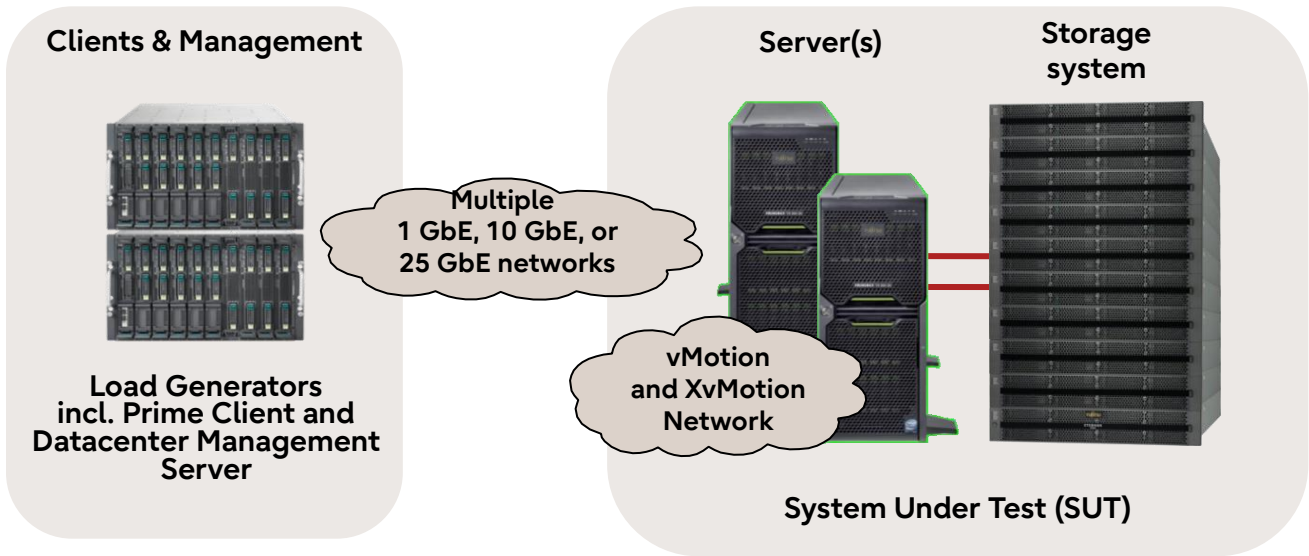 Clients & Management
Load Generators
incl. Prime Client and
Datacenter Management
Server
Multiple
1 GbE, 10 GbE, or
25 GbE networks
Server(s)
Storage
system
vMotion
and XvMotion
Network
System Under Test (SUT)